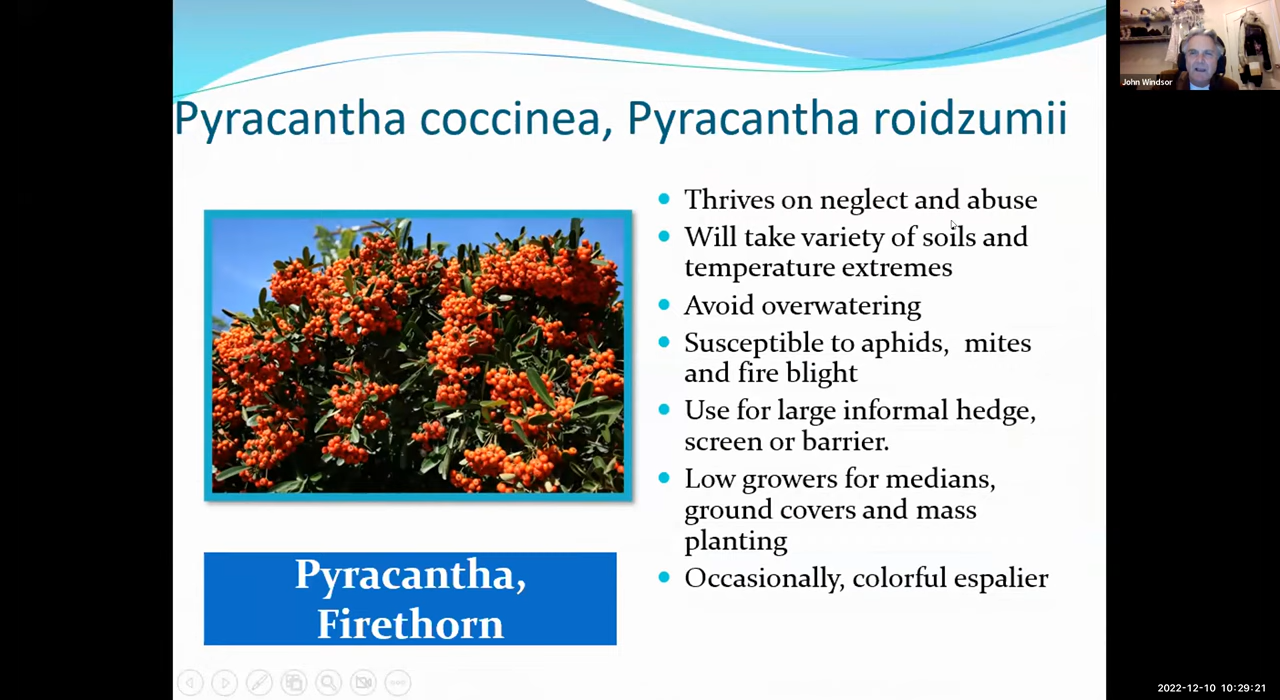 Pyracantha coccinea, Pyracantha roidzumii
John Windsor
Thrives on neglect and abuse
Will take variety of soils and
temperature extremes
Avoid overwatering
Susceptible to aphids,  mites
and fire blight
Use for large informal hedge,
screen or barrier.
Low growers for medians,
ground covers and mass
planting
Occasionally, colorful espalier
Pyracantha,
Firethorn
2022-12-10 10:29:21